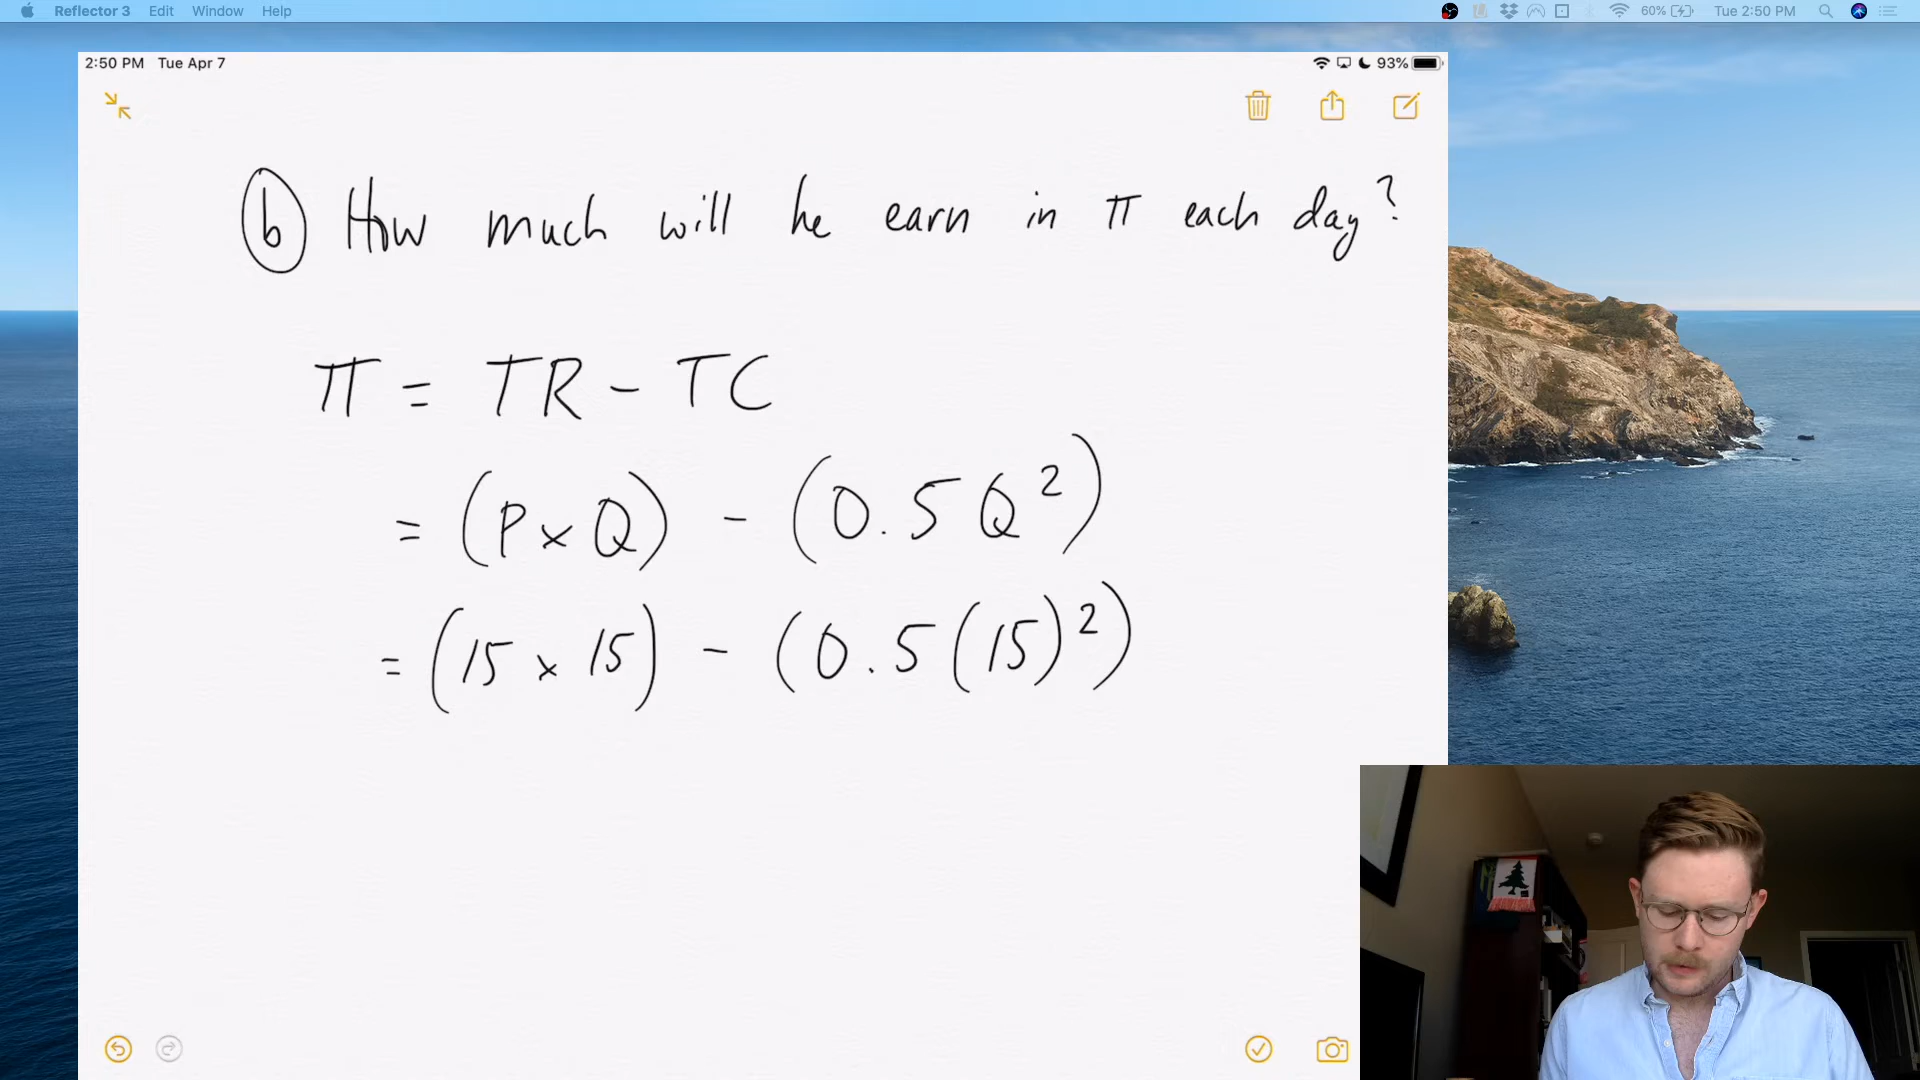 Reflector 3 Edit Window Help 60% Tue 2:50 PM
2:50 PM Tue Apr 7 93%
b How much will he earn in π each day?
π = TR - TC
= (P x Q) - (0.5Q²)
= (15 x 15) - (0.5(15)²)